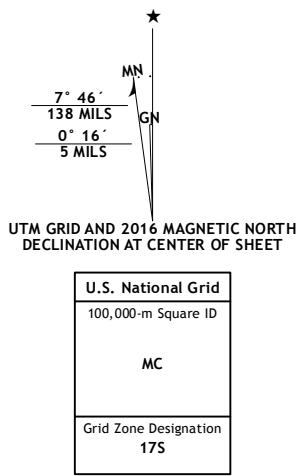 ★
MN
7° 46´
138 MILS
GN
0° 16´
5 MILS
UTM GRID AND 2016 MAGNETIC NORTH
DECLINATION AT CENTER OF SHEET
U.S. National Grid
100,000-m Square ID
MC
Grid Zone Designation
17S